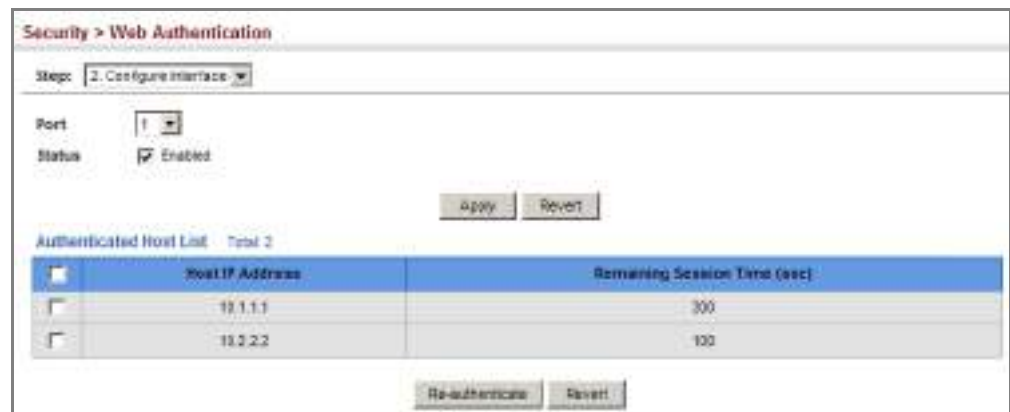 Security > Web Authentication
Step: 2. Configure Interface
Port 1
Status Enabled
Apply Revert
Authenticated Host List Total: 2
Host IP Address Remaining Session Time (sec)
10.1.1.1 300
10.2.2.2 100
Re-authenticate Revert